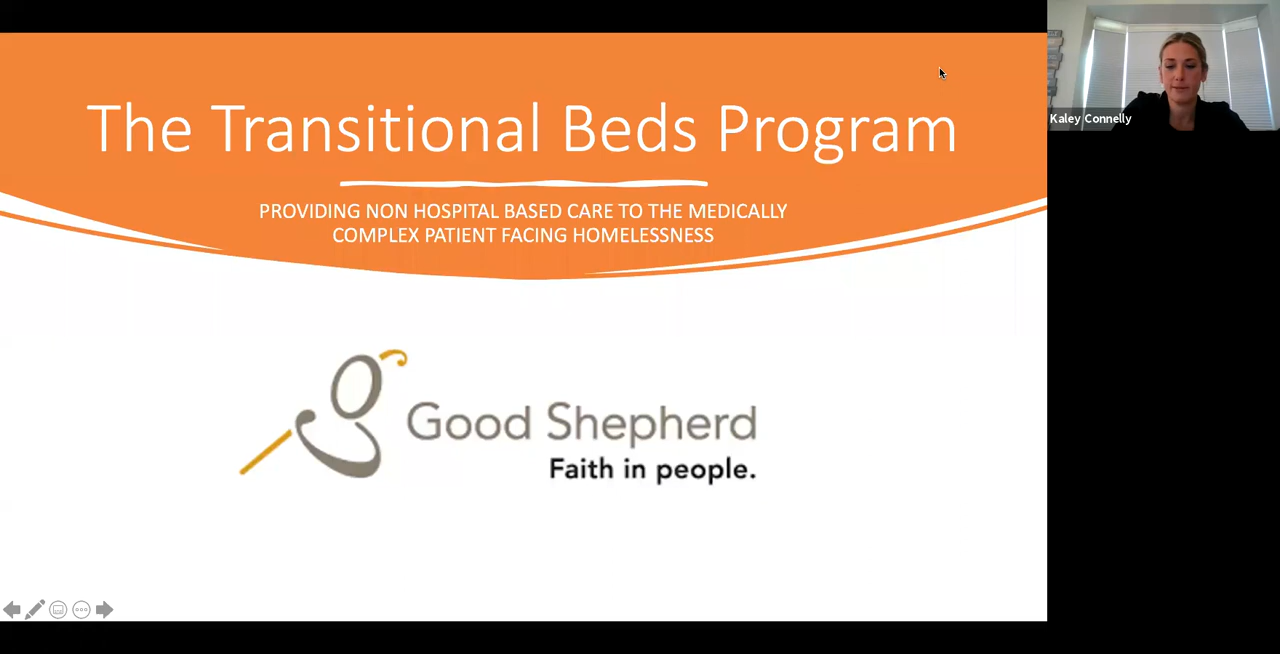 The Transitional Beds Program
PROVIDING NON HOSPITAL BASED CARE TO THE MEDICALLY
COMPLEX PATIENT FACING HOMELESSNESS
Good Shepherd
Faith in people.
Kaley Connelly